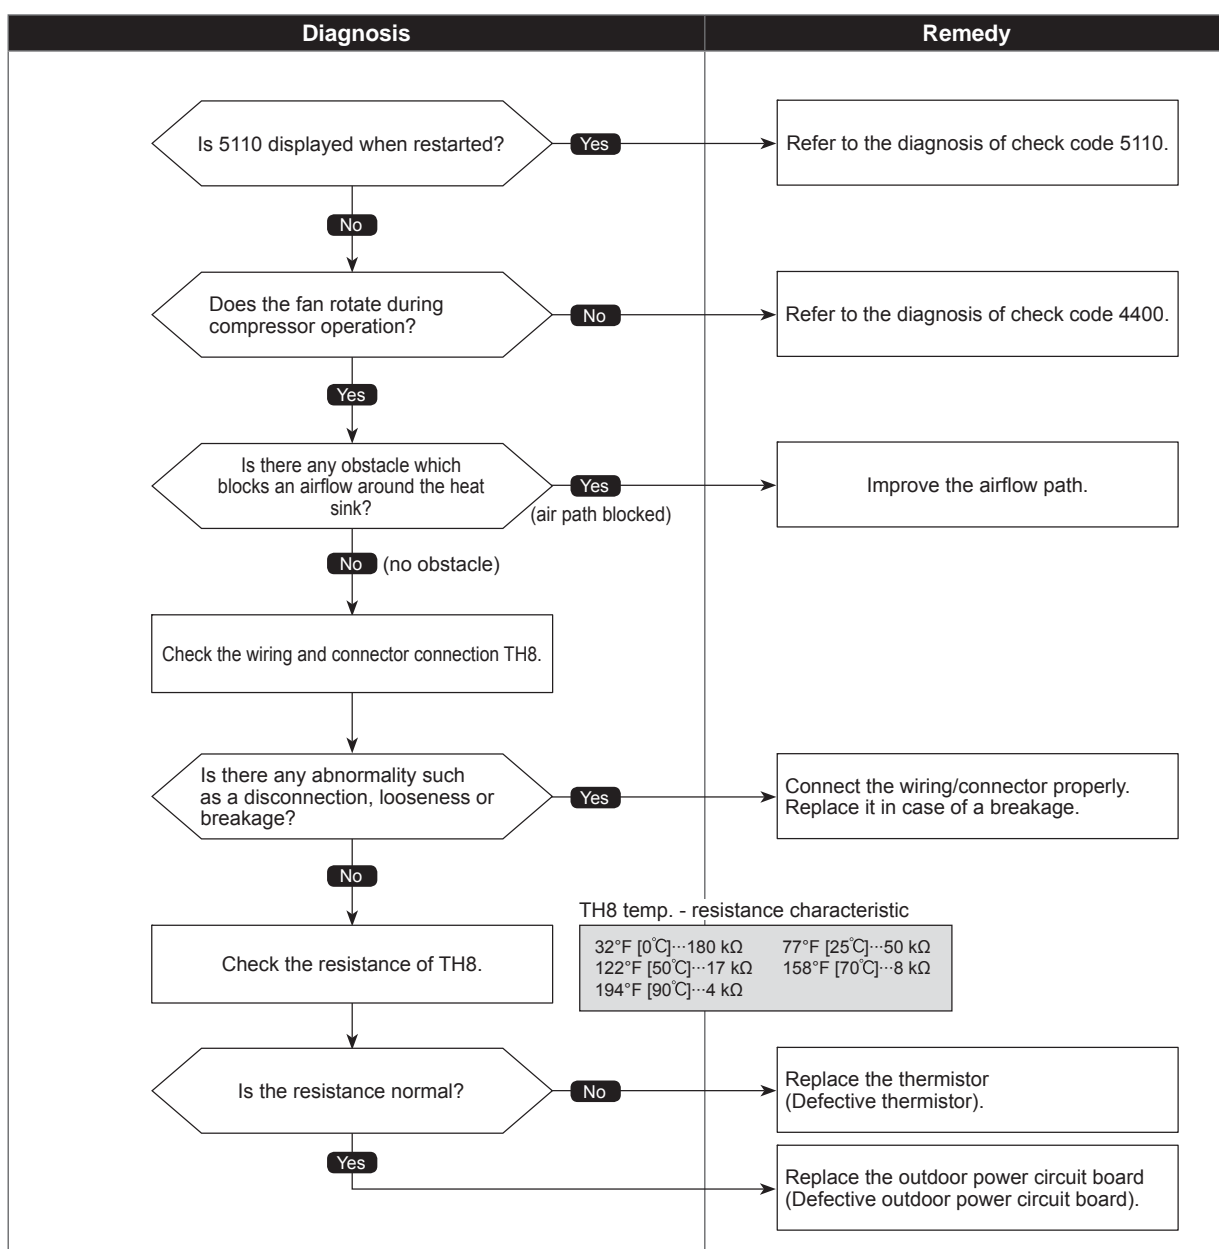 Diagnosis
Remedy
Is 5110 displayed when restarted?
Yes
Refer to the diagnosis of check code 5110.
No
Does the fan rotate during
compressor operation?
No
Refer to the diagnosis of check code 4400.
Yes
Is there any obstacle which
blocks an airflow around the heat
sink?
Yes
(air path blocked)
Improve the airflow path.
No (no obstacle)
Check the wiring and connector connection TH8.
Is there any abnormality such
as a disconnection, looseness or
breakage?
Yes
Connect the wiring/connector properly.
Replace it in case of a breakage.
No
TH8 temp. - resistance characteristic
32°F [0℃]···180 kΩ 77°F [25℃]···50 kΩ
122°F [50℃]···17 kΩ 158°F [70℃]···8 kΩ
194°F [90℃]···4 kΩ
Check the resistance of TH8.
Is the resistance normal?
No
Replace the thermistor
(Defective thermistor).
Yes
Replace the outdoor power circuit board
(Defective outdoor power circuit board).